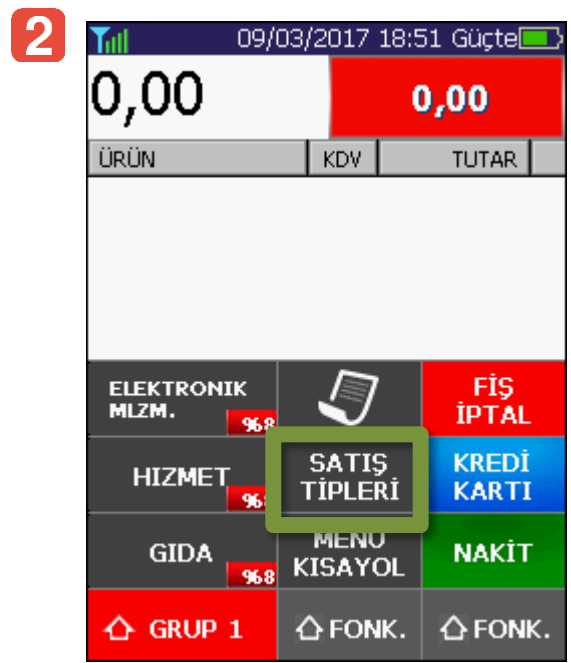 2
09/03/2017 18:51 Güçte
0,00
0,00
ÜRÜN KDV TUTAR
ELEKTRONIK
MLZM.
%8
FİŞ
İPTAL
HIZMET
SATIŞ
TİPLERİ
KREDİ
KARTI
GIDA
%8
MENU
KISAYOL
NAKİT
GRUP 1
FONK.
FONK.